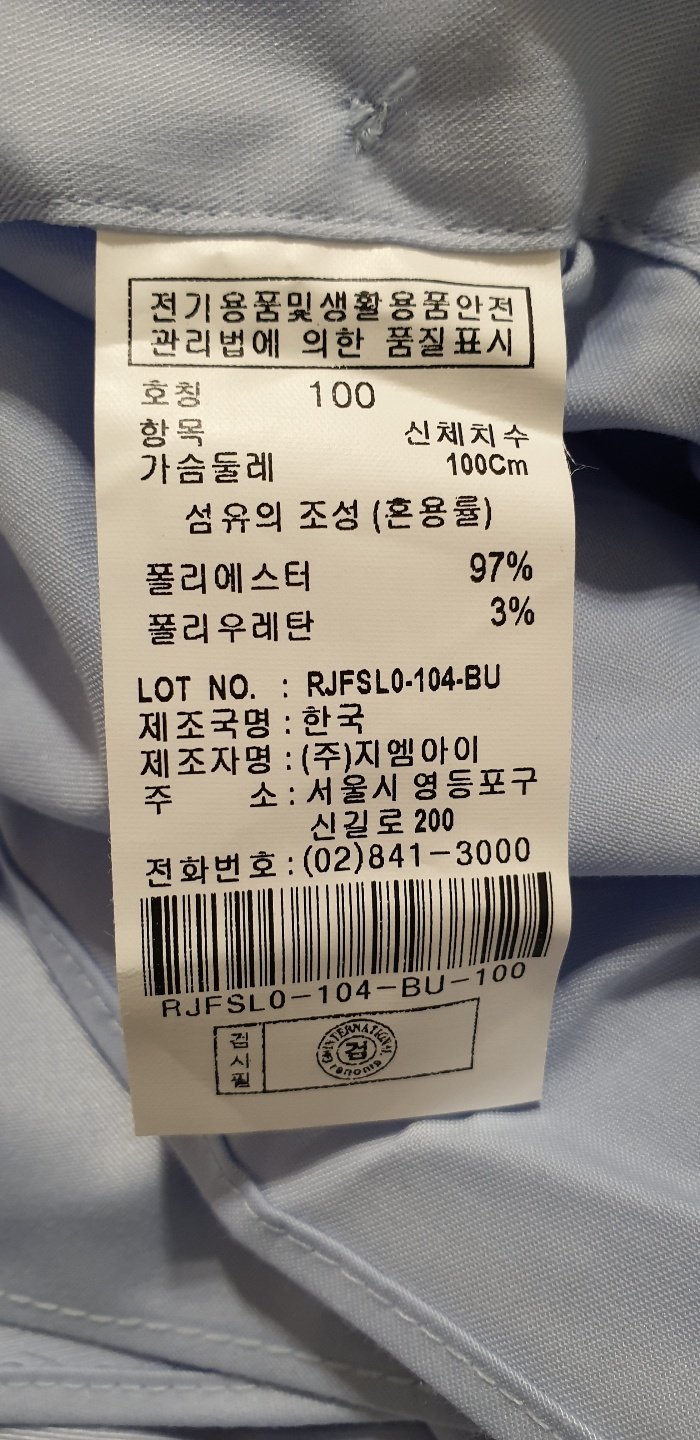 전기용품및생활용품안전
관리법에 의한 품질표시
호칭 100
항목 신체치수
가슴둘레 100Cm
섬유의 조성 (혼용률)
폴리에스터 97%
폴리우레탄 3%
LOT NO. : RJFSL0-104-BU
제조국명 : 한국
제조자명 : (주)지엠아이
주 소 : 서울시 영등포구
신길로 200
전화번호 : (02)841-3000
RJFSL0-104-BU-100
검시필
INTERNATIONAL
검
renoma